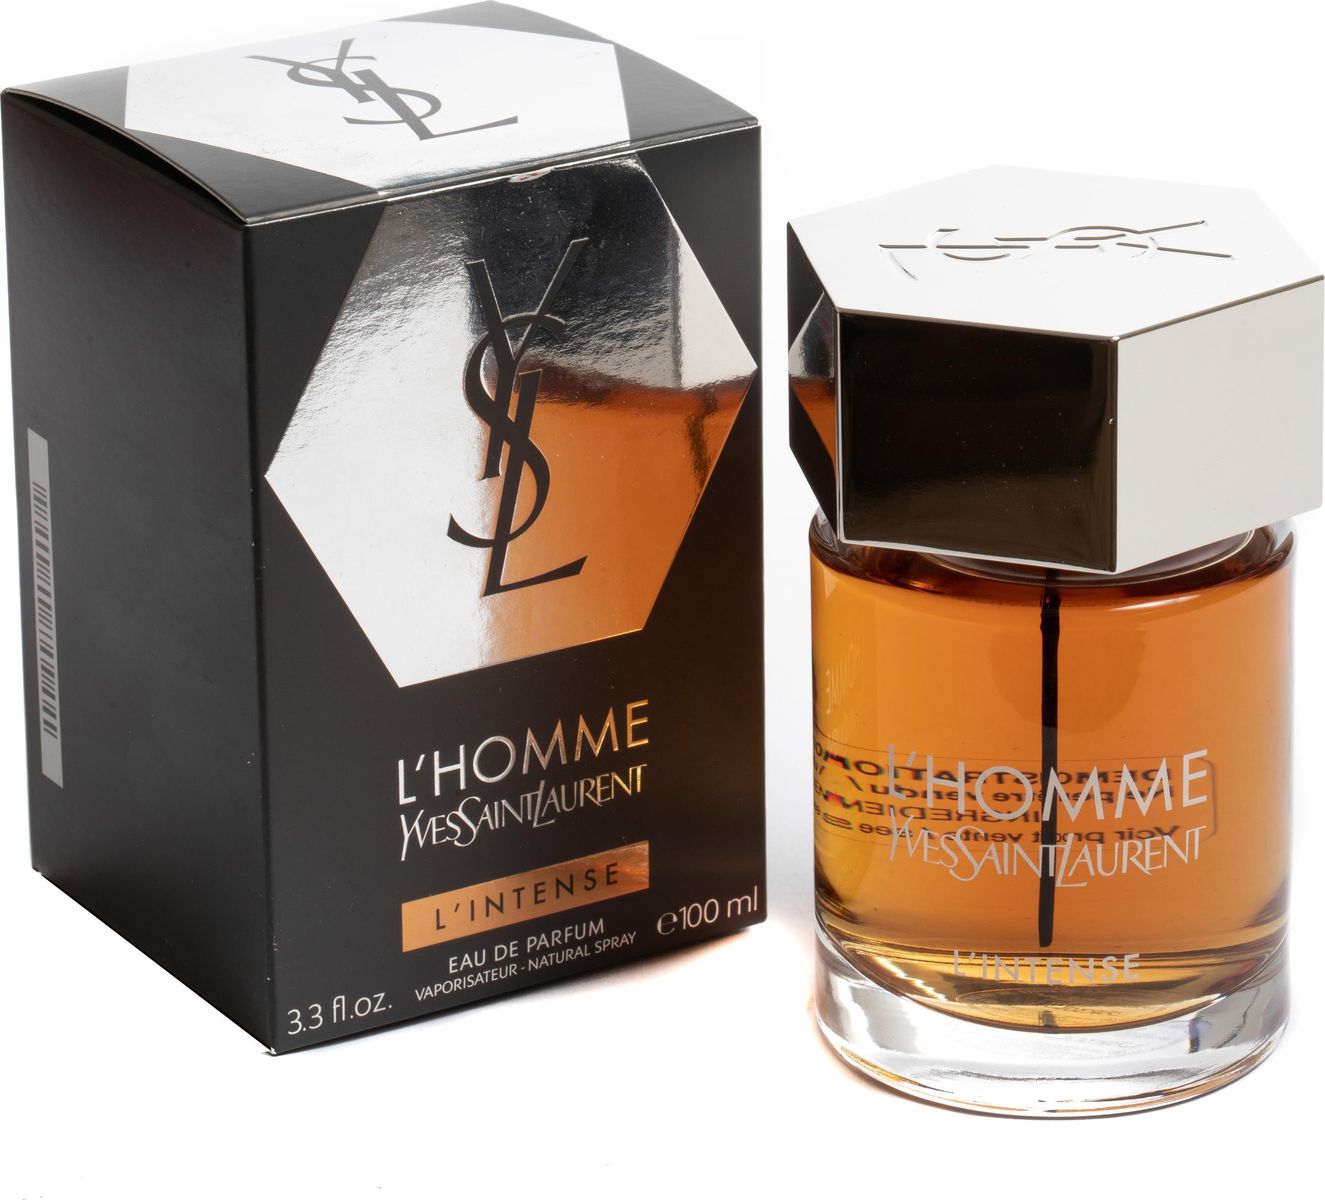 YSL
YSL
L'HOMME
YVESSAINTLAURENT
L'INTENSE
EAU DE PARFUM
VAPORISATEUR - NATURAL SPRAY
3.3 fl.oz.
e100 ml
YSL
L'HOMME
YVESSAINTLAURENT
L'INTENSE